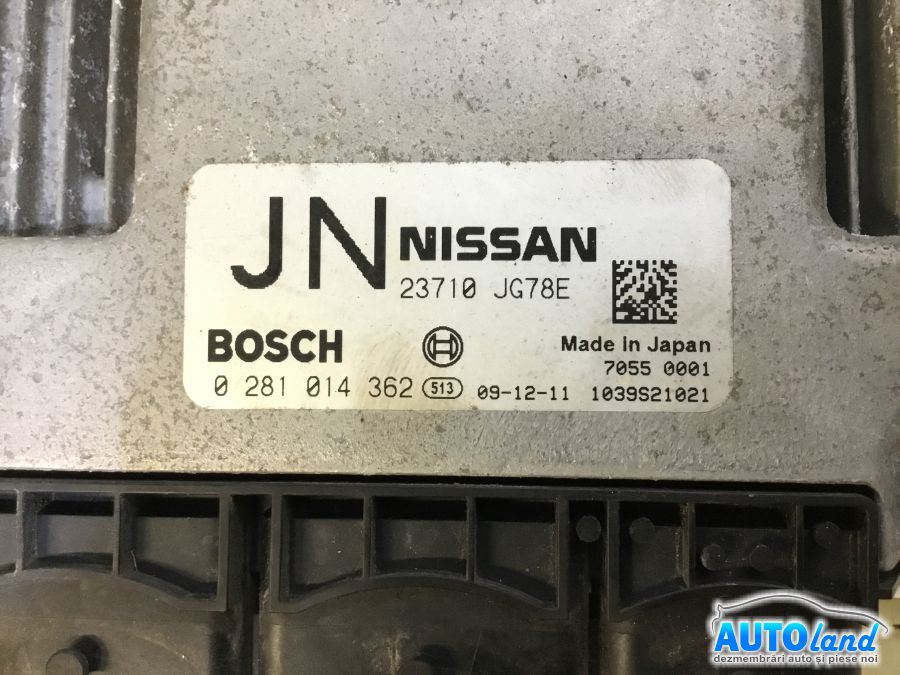 JN NISSAN
23710 JG78E
BOSCH
Made in Japan
7055 0001
0 281 014 362 513 09-12-11 1039S21021
AUTOland
dezmembrări auto și piese noi